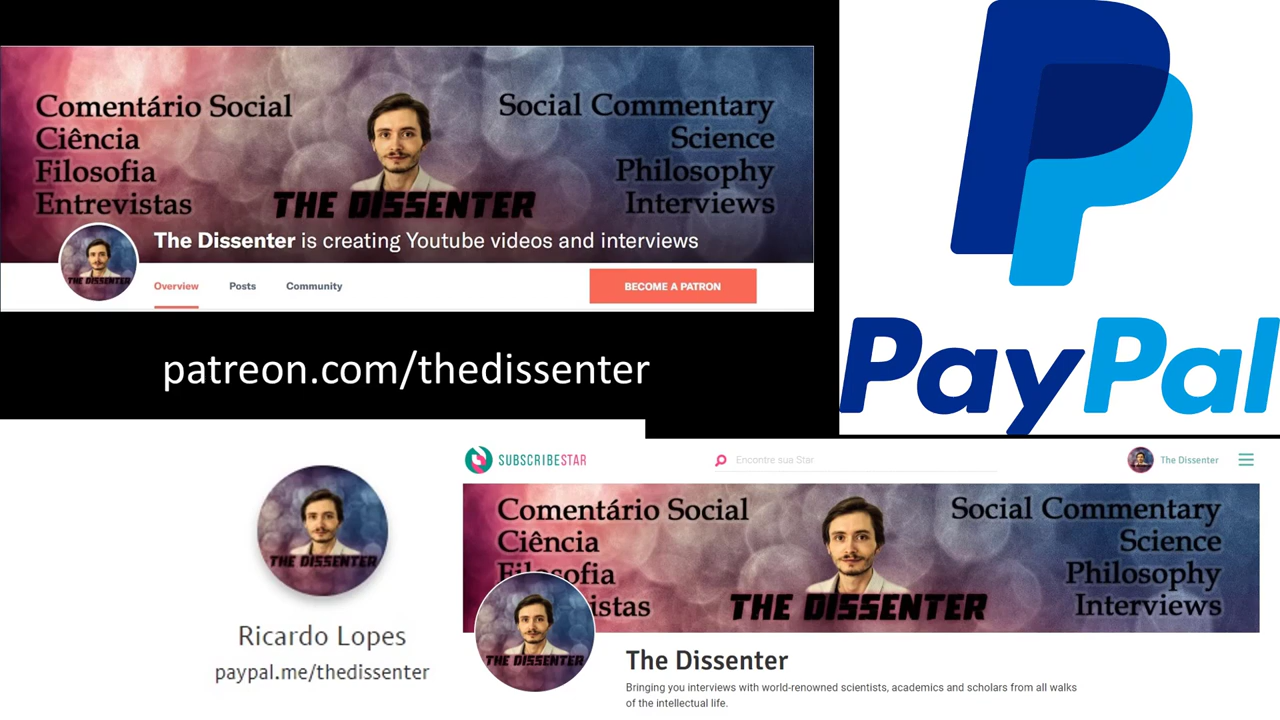 Comentário Social
Ciência
Filosofia
Entrevistas
Social Commentary
Science
Philosophy
Interviews
THE DISSENTER
The Dissenter is creating Youtube videos and interviews
THE DISSENTER
Overview Posts Community
BECOME A PATRON
patreon.com/thedissenter
PayPal
THE DISSENTER
Ricardo Lopes
paypal.me/thedissenter
SUBSCRIBESTAR
Encontre sua Star
The Dissenter
Comentário Social
Ciência
Filosofia
istas
Social Commentary
Science
Philosophy
Interviews
THE DISSENTER
THE DISSENTER
The Dissenter
Bringing you interviews with world-renowned scientists, academics and scholars from all walks
of the intellectual life.